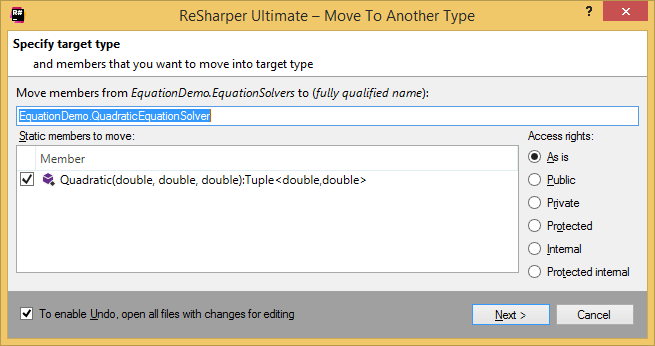 R#
ReSharper Ultimate – Move To Another Type
?
Specify target type
and members that you want to move into target type
Move members from EquationDemo.EquationSolvers to (fully qualified name):
EquationDemo.QuadraticEquationSolver
Static members to move:
Access rights:
Member
As is
Quadratic(double, double, double):Tuple<double,double>
Public
Private
Protected
Internal
Protected internal
To enable Undo, open all files with changes for editing
Next >
Cancel